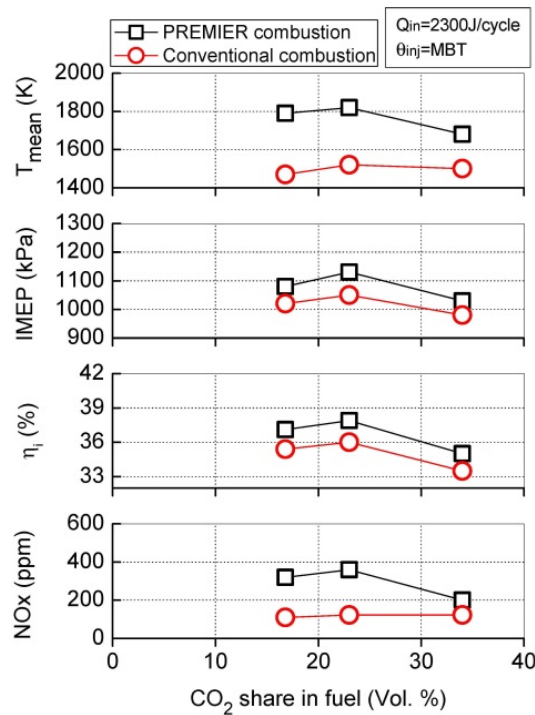 PREMIER combustion
Conventional combustion
Qin=2300J/cycle
θinj=MBT
Tmean (K)
2000
1800
1600
1400
IMEP (kPa)
1300
1200
1100
1000
900
ηi (%)
42
39
36
33
NOx (ppm)
600
400
200
0
0 10 20 30 40
CO2 share in fuel (Vol. %)